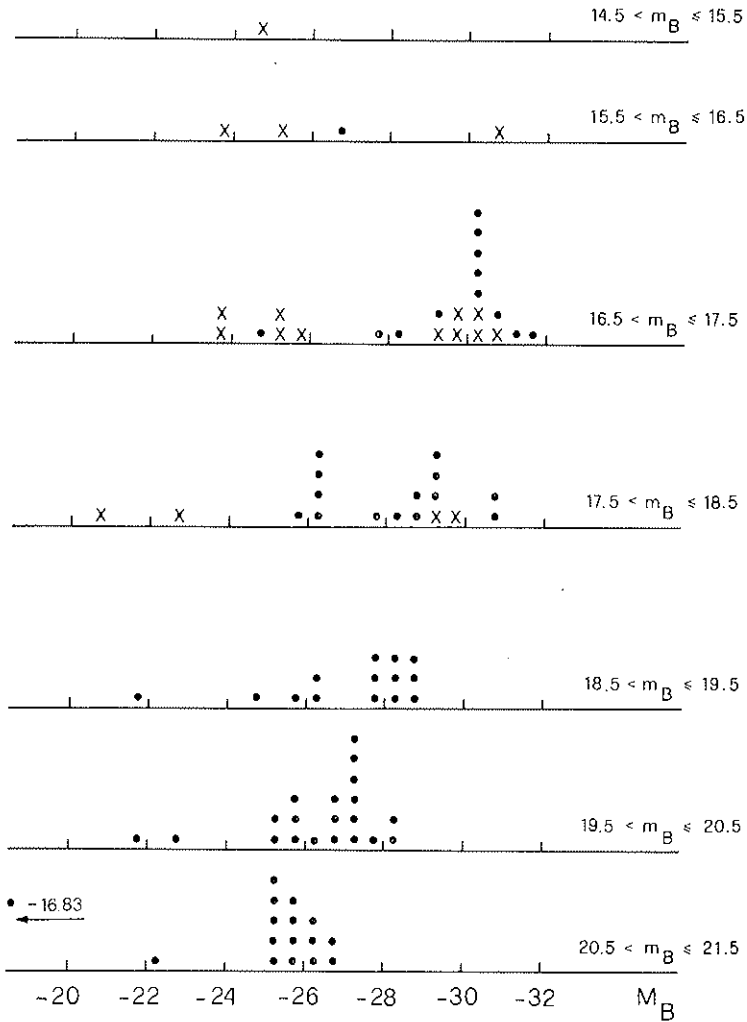 14.5 < m_B ≤ 15.5
15.5 < m_B ≤ 16.5
16.5 < m_B ≤ 17.5
17.5 < m_B ≤ 18.5
18.5 < m_B ≤ 19.5
19.5 < m_B ≤ 20.5
-16.83
20.5 < m_B ≤ 21.5
-20 -22 -24 -26 -28 -30 -32 M_B